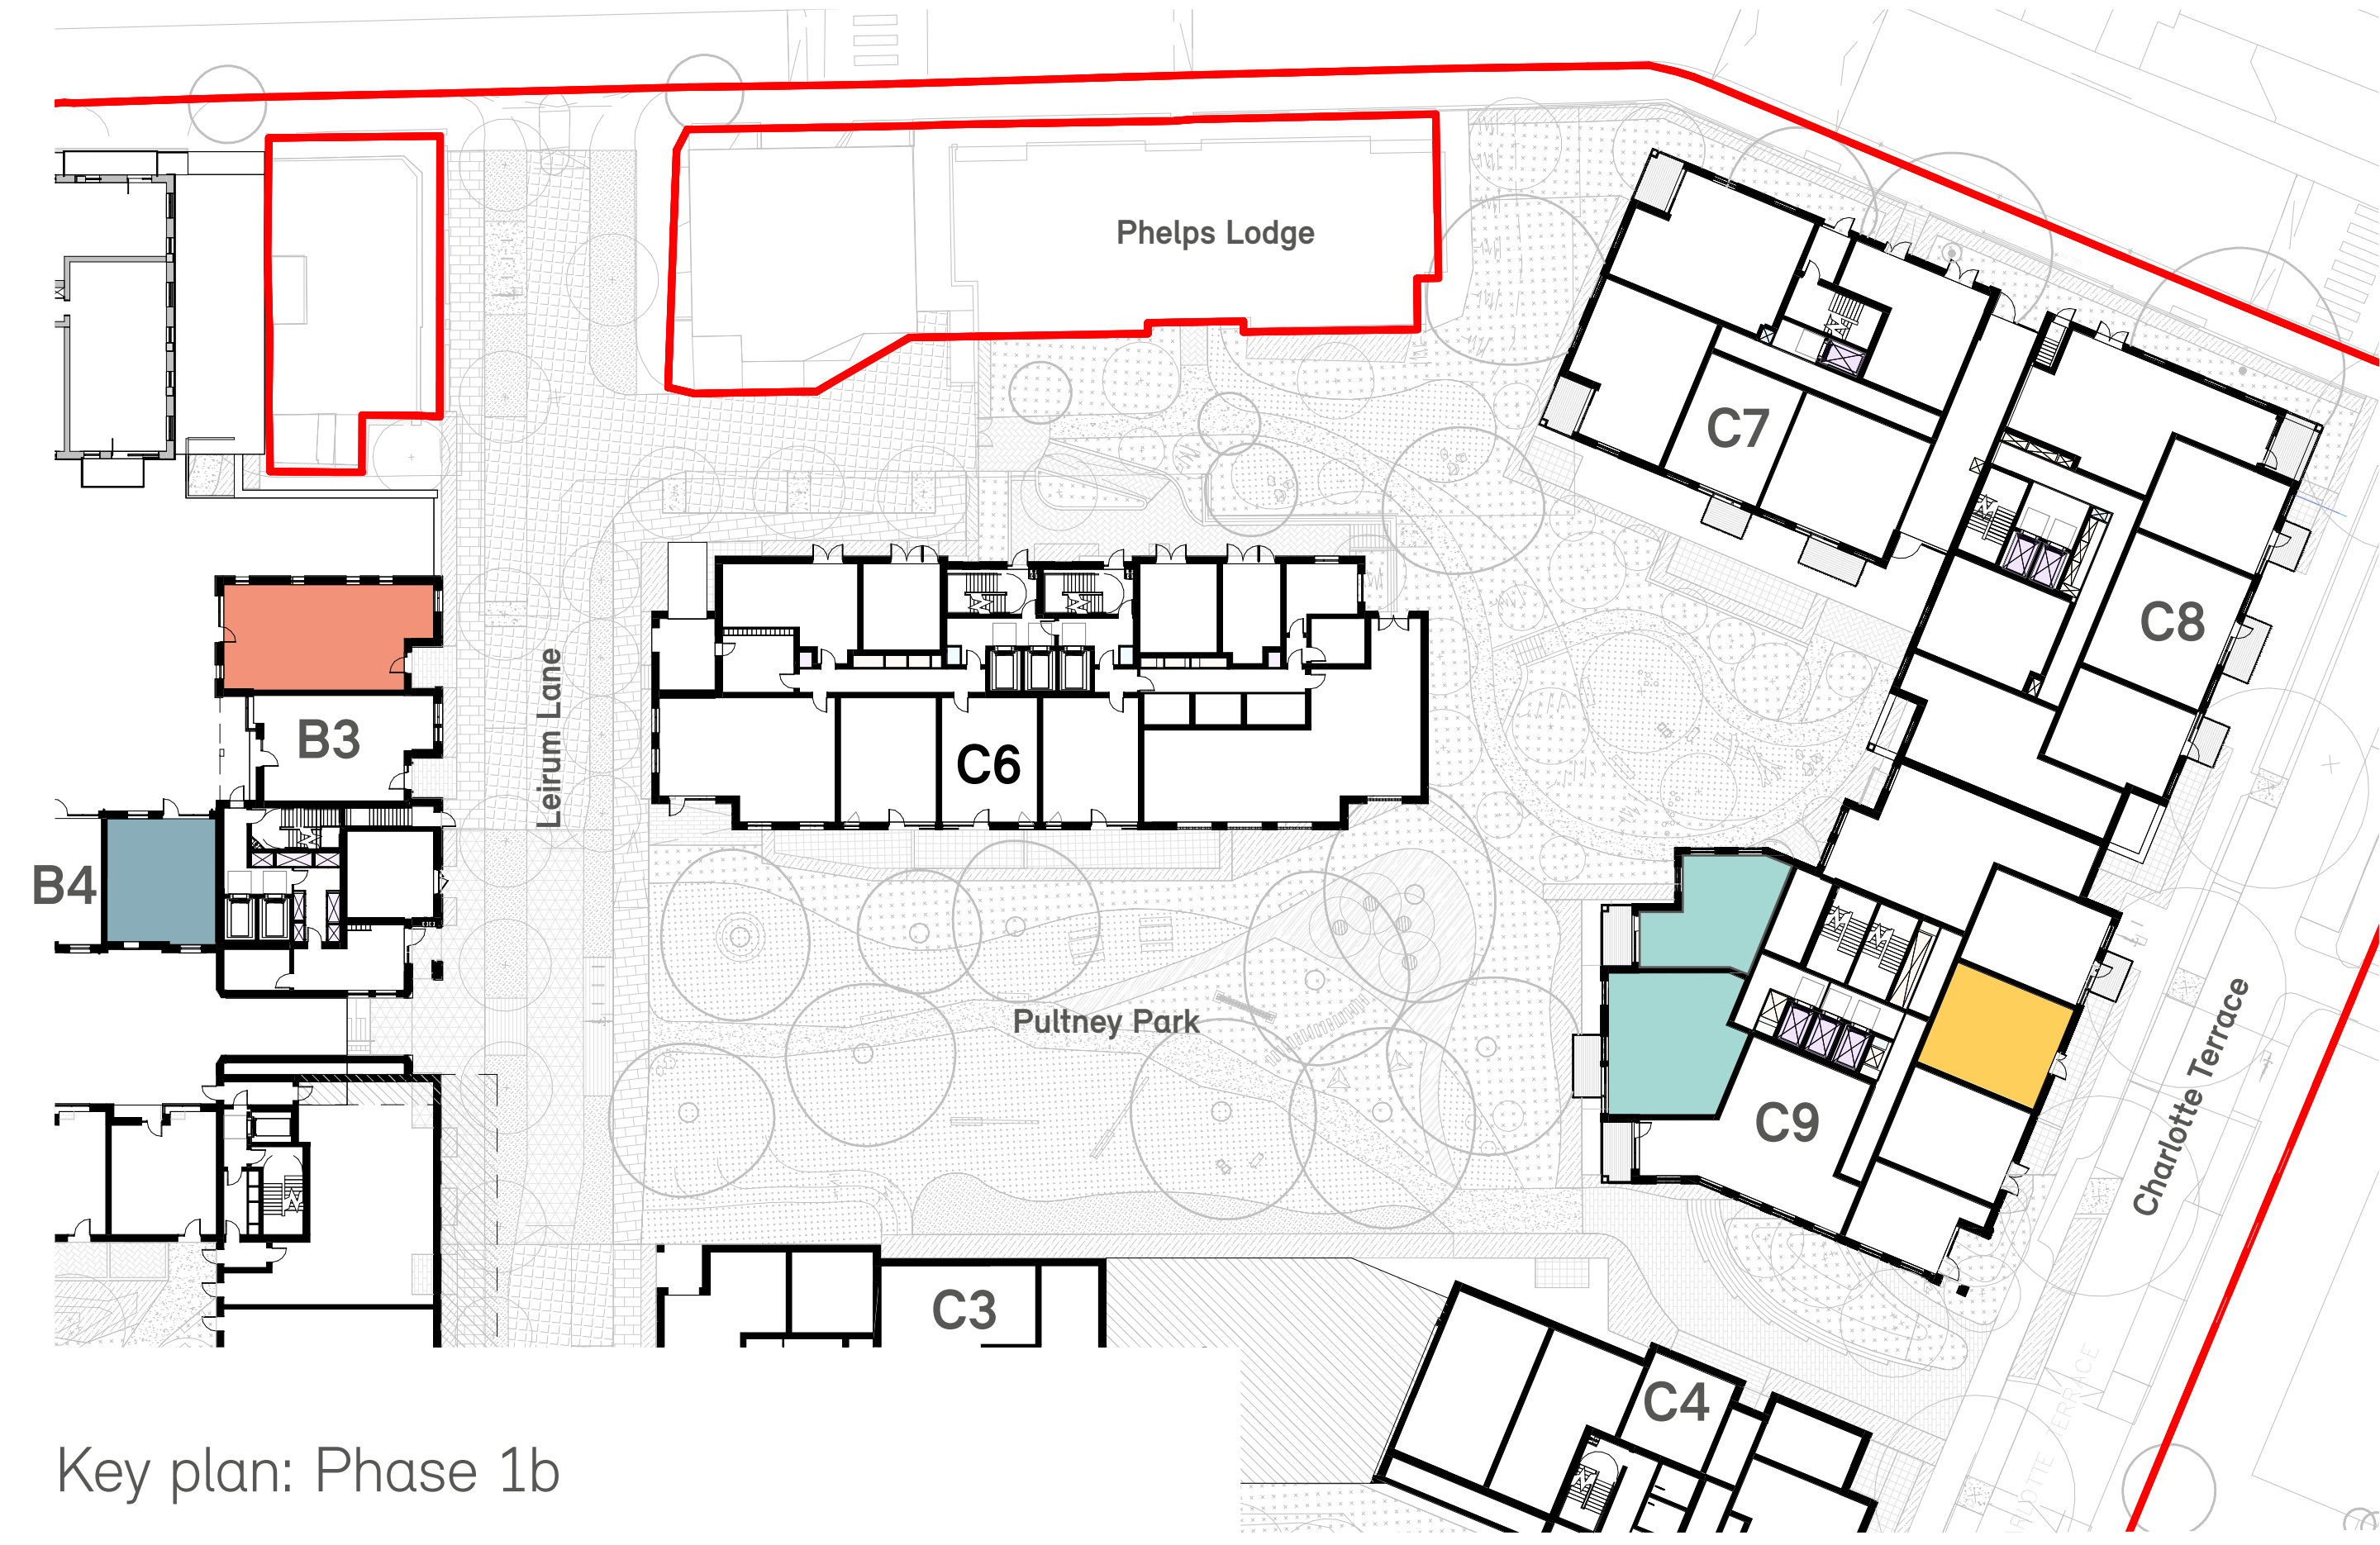 Phelps Lodge
C7
C8
Leirum Lane
B3
C6
B4
Pultney Park
C9
Charlotte Terrace
C3
C4
Key plan: Phase 1b